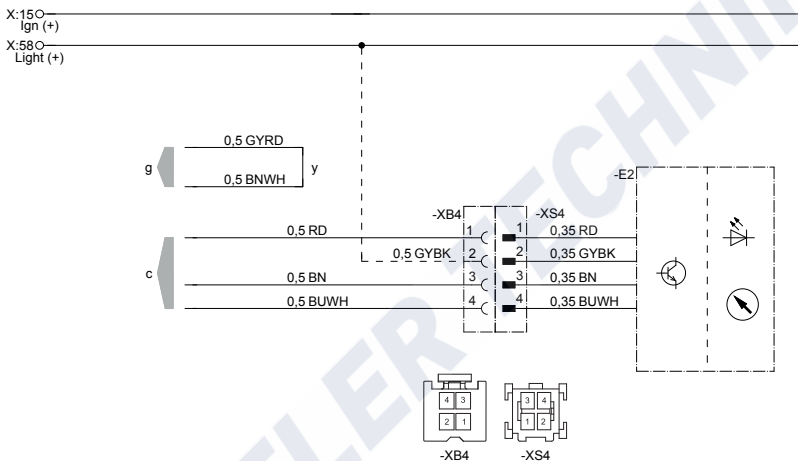 X:15
Ign (+)
X:58
Light (+)
0,5 GYRD
g
y
0,5 BNWH
-E2
-XB4
-XS4
0,5 RD
1
1
0,35 RD
0,5 GYBK
2
2
0,35 GYBK
c
0,5 BN
3
3
0,35 BN
0,5 BUWH
4
4
0,35 BUWH
4 3
3 4
2 1
1 2
-XB4
-XS4
ELER TECHNI